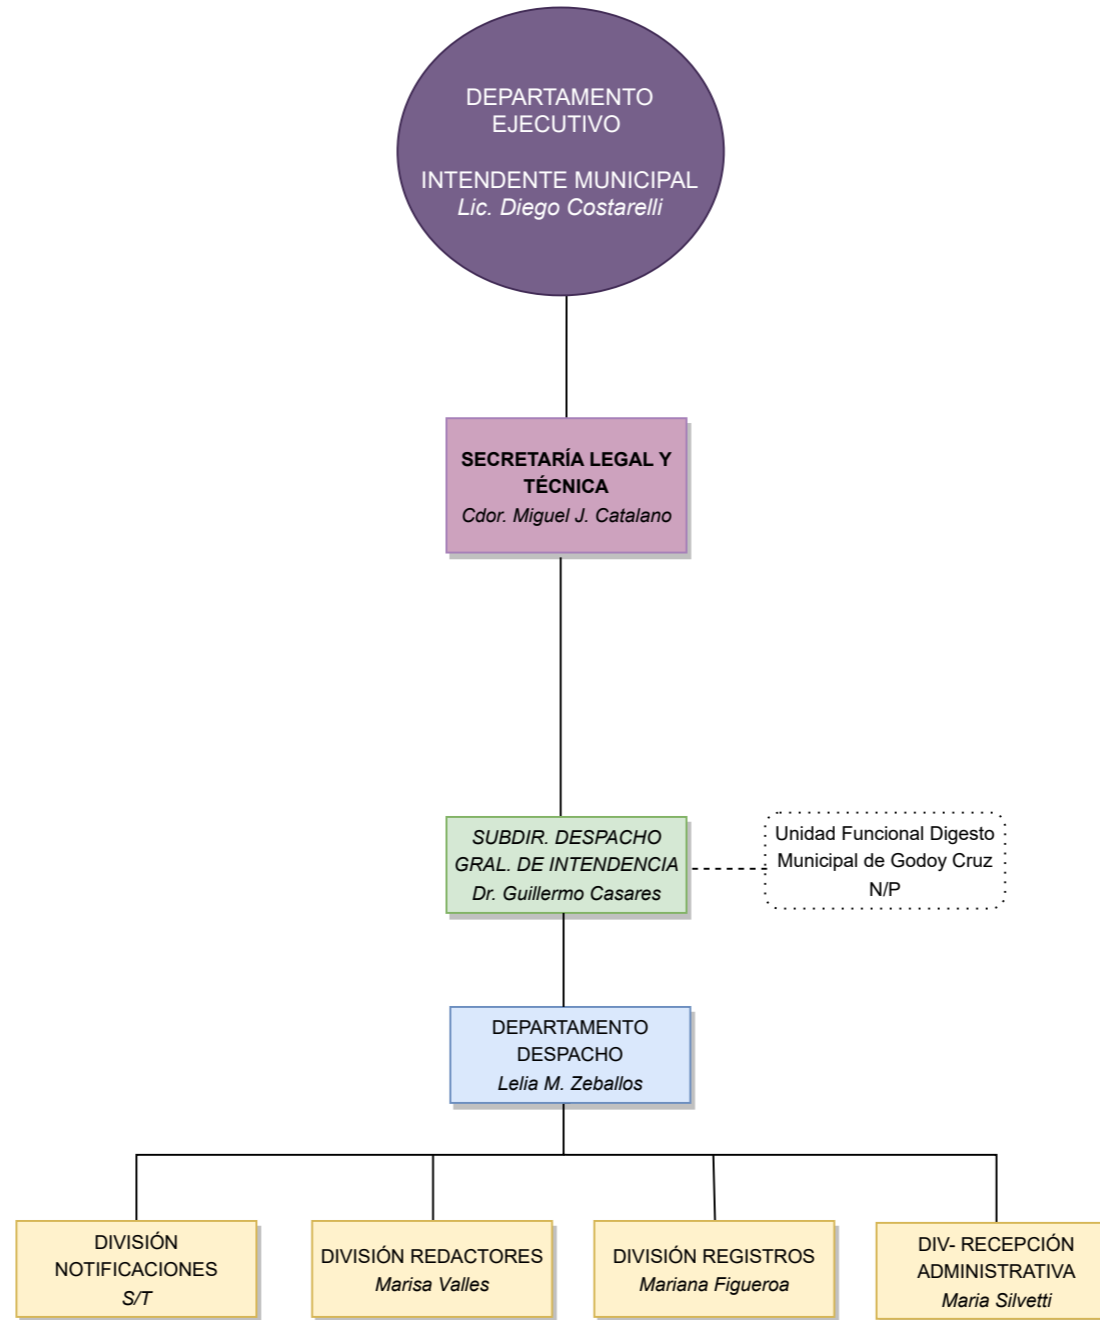 DEPARTAMENTO
EJECUTIVO
INTENDENTE MUNICIPAL
Lic. Diego Costarelli
SECRETARÍA LEGAL Y
TÉCNICA
Cdor. Miguel J. Catalano
SUBDIR. DESPACHO
GRAL. DE INTENDENCIA
Dr. Guillermo Casares
Unidad Funcional Digesto
Municipal de Godoy Cruz
N/P
DEPARTAMENTO
DESPACHO
Lelia M. Zeballos
DIVISIÓN
NOTIFICACIONES
S/T
DIVISIÓN REDACTORES
Marisa Valles
DIVISIÓN REGISTROS
Mariana Figueroa
DIV- RECEPCIÓN
ADMINISTRATIVA
Maria Silvetti